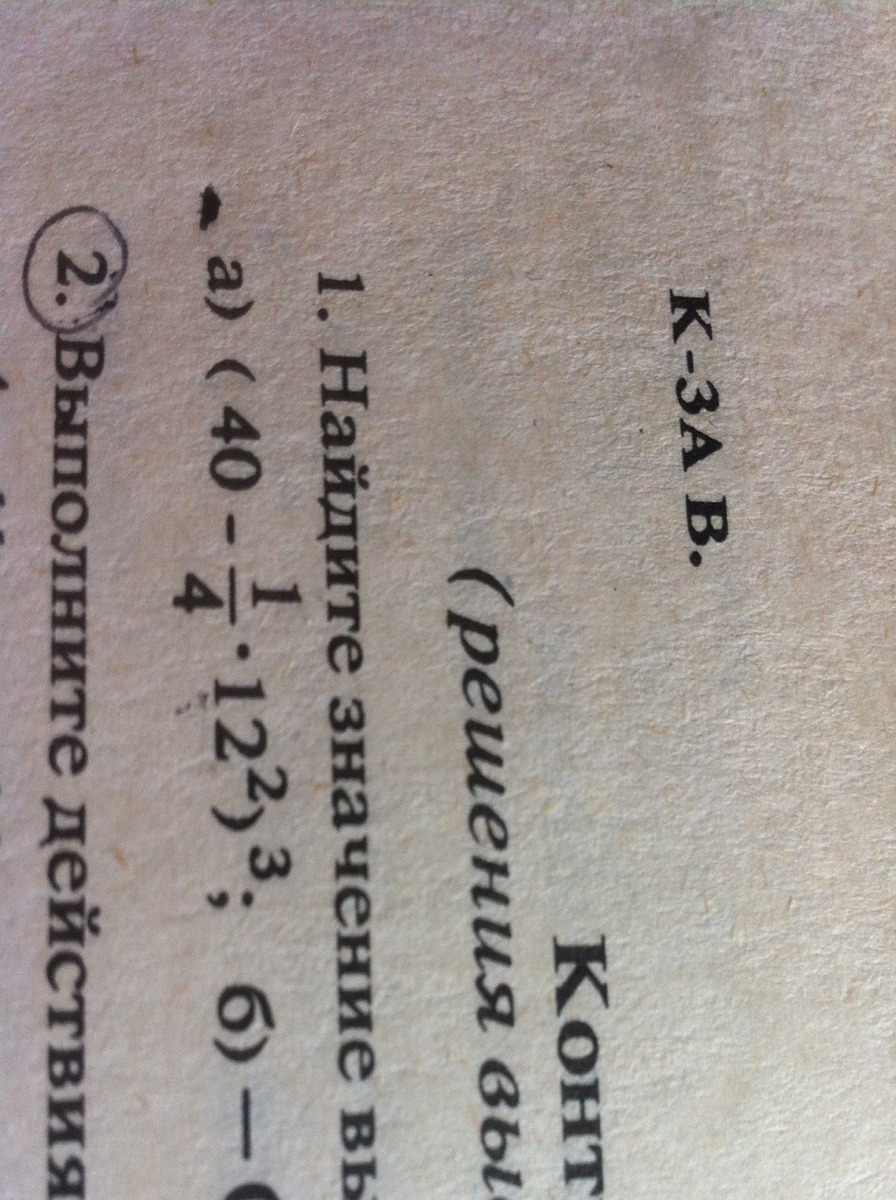 К-3А В.
Конт
(решения вы
1. Найдите значение вы
а) (40 - 1/4 · 12²)³; б) —
2. Выполните действия